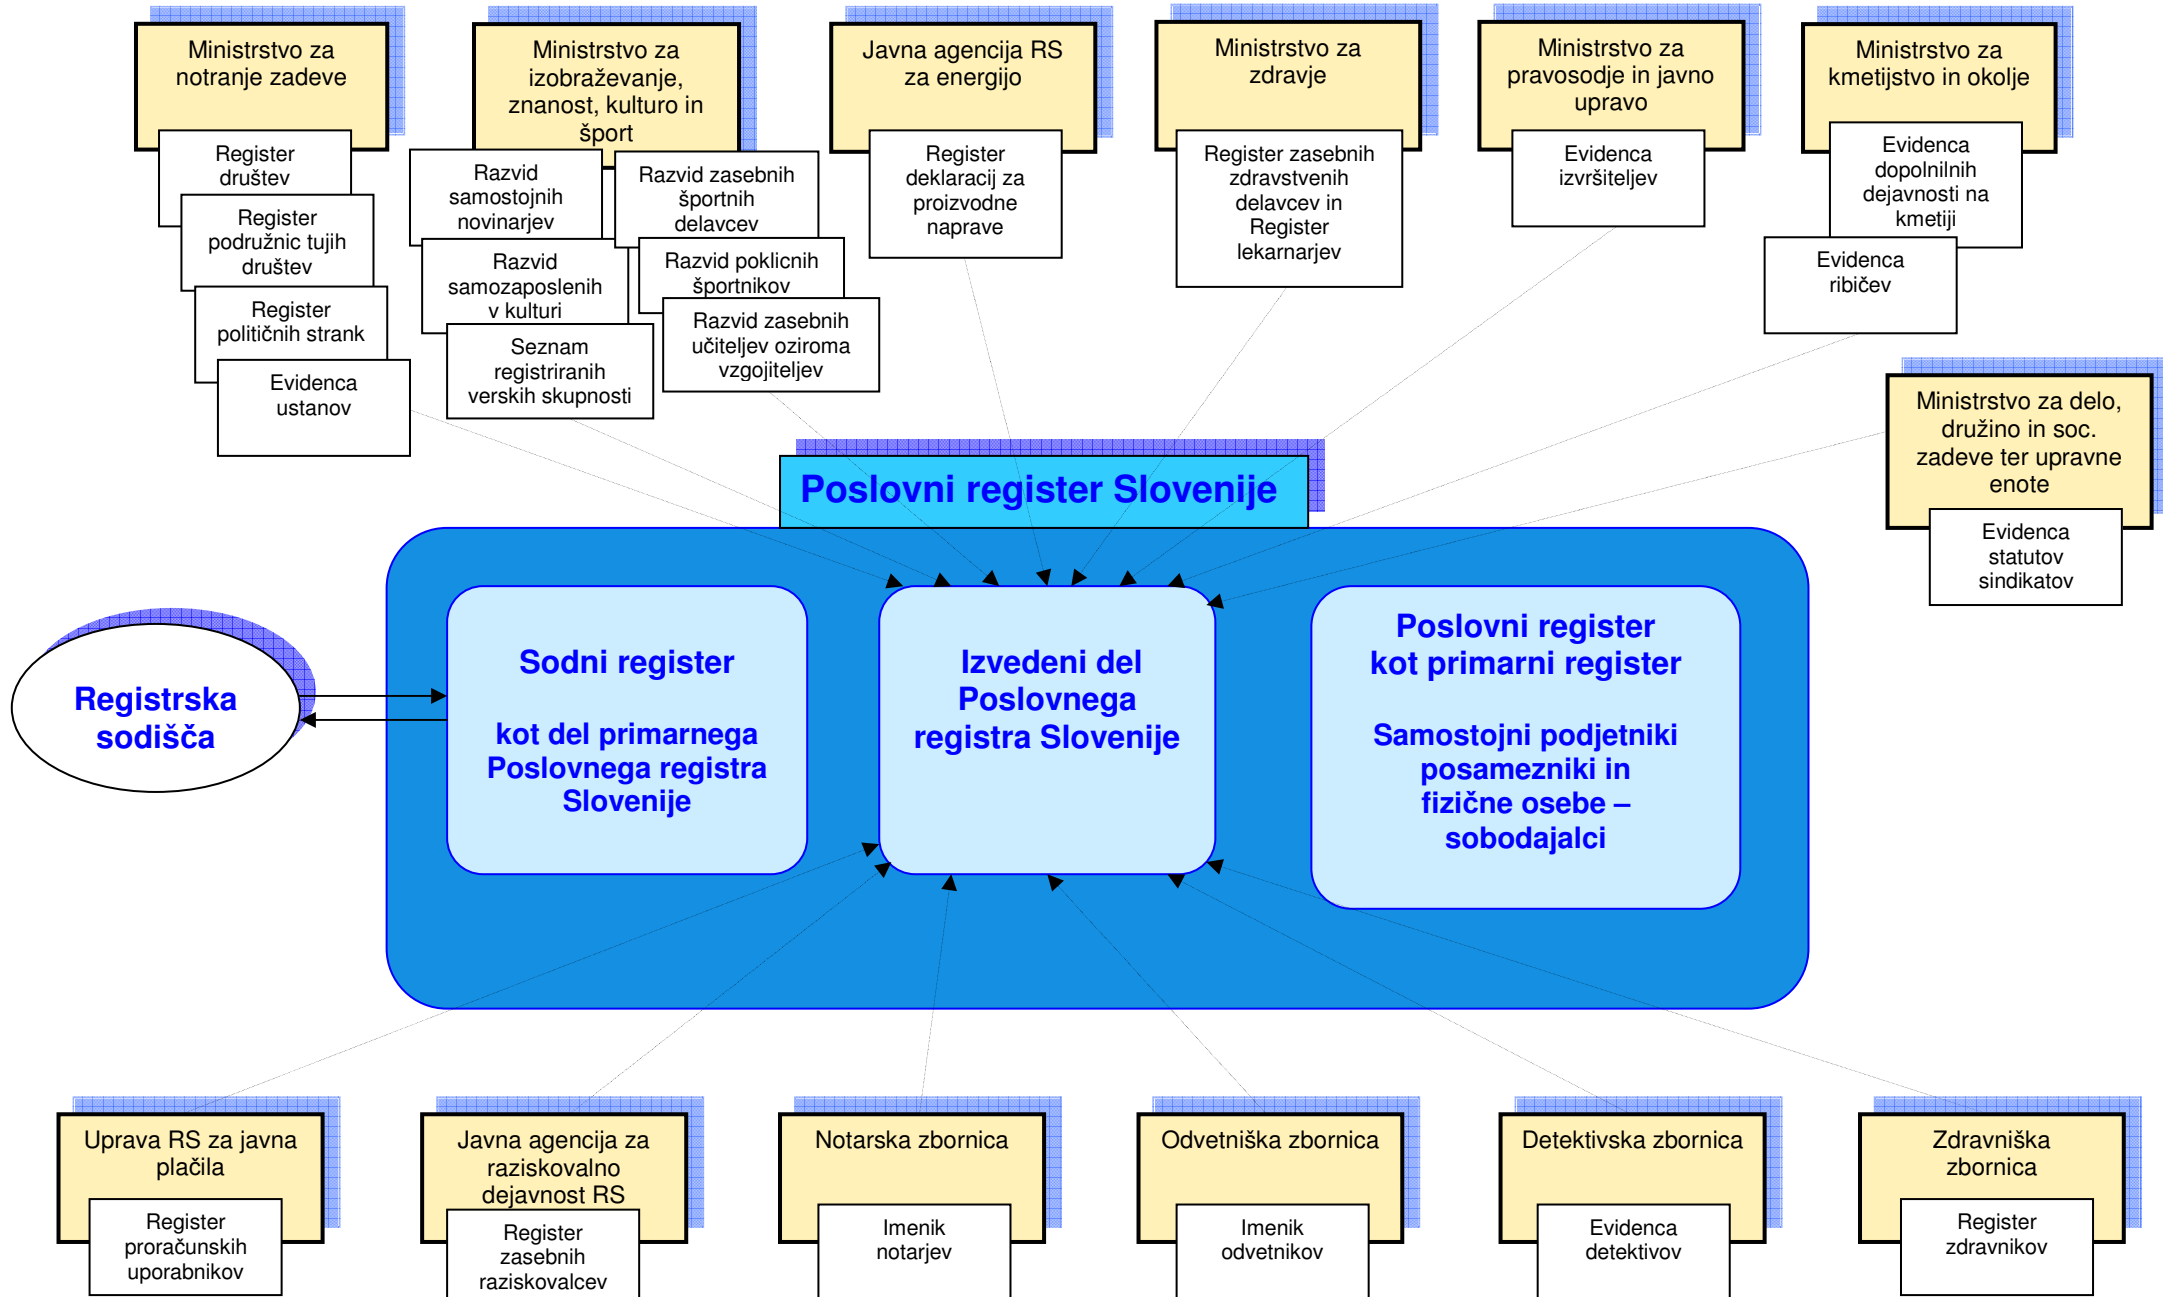 Ministrstvo za
notranje zadeve
Register
društev
Register
podružnic tujih
društev
Register
političnih strank
Evidenca
ustanov
Ministrstvo za
izobraževanje,
znanost, kulturo in
šport
Razvid
samostojnih
novinarjev
Razvid
samozaposlenih
v kulturi
Seznam
registriranih
verskih skupnosti
Razvid zasebnih
športnih
delavcev
Razvid poklicnih
športnikov
Razvid zasebnih
učiteljev oziroma
vzgojiteljev
Javna agencija RS
za energijo
Register
deklaracij za
proizvodne
naprave
Ministrstvo za
zdravje
Register zasebnih
zdravstvenih
delavcev in
Register
lekarnarjev
Ministrstvo za
pravosodje in javno
upravo
Evidenca
izvršiteljev
Ministrstvo za
kmetijstvo in okolje
Evidenca
dopolnilnih
dejavnosti na
kmetiji
Evidenca
ribičev
Ministrstvo za delo,
družino in soc.
zadeve ter upravne
enote
Evidenca
statutov
sindikatov
Poslovni register Slovenije
Registrska
sodišča
Sodni register
kot del primarnega
Poslovnega registra
Slovenije
Izvedeni del
Poslovnega
registra Slovenije
Poslovni register
kot primarni register
Samostojni podjetniki
posamezniki in
fizične osebe –
sobodajalci
Uprava RS za javna
plačila
Register
proračunskih
uporabnikov
Javna agencija za
raziskovalno
dejavnost RS
Register
zasebnih
raziskovalcev
Notarska zbornica
Imenik
notarjev
Odvetniška zbornica
Imenik
odvetnikov
Detektivska zbornica
Evidenca
detektivov
Zdravniška
zbornica
Register
zdravnikov